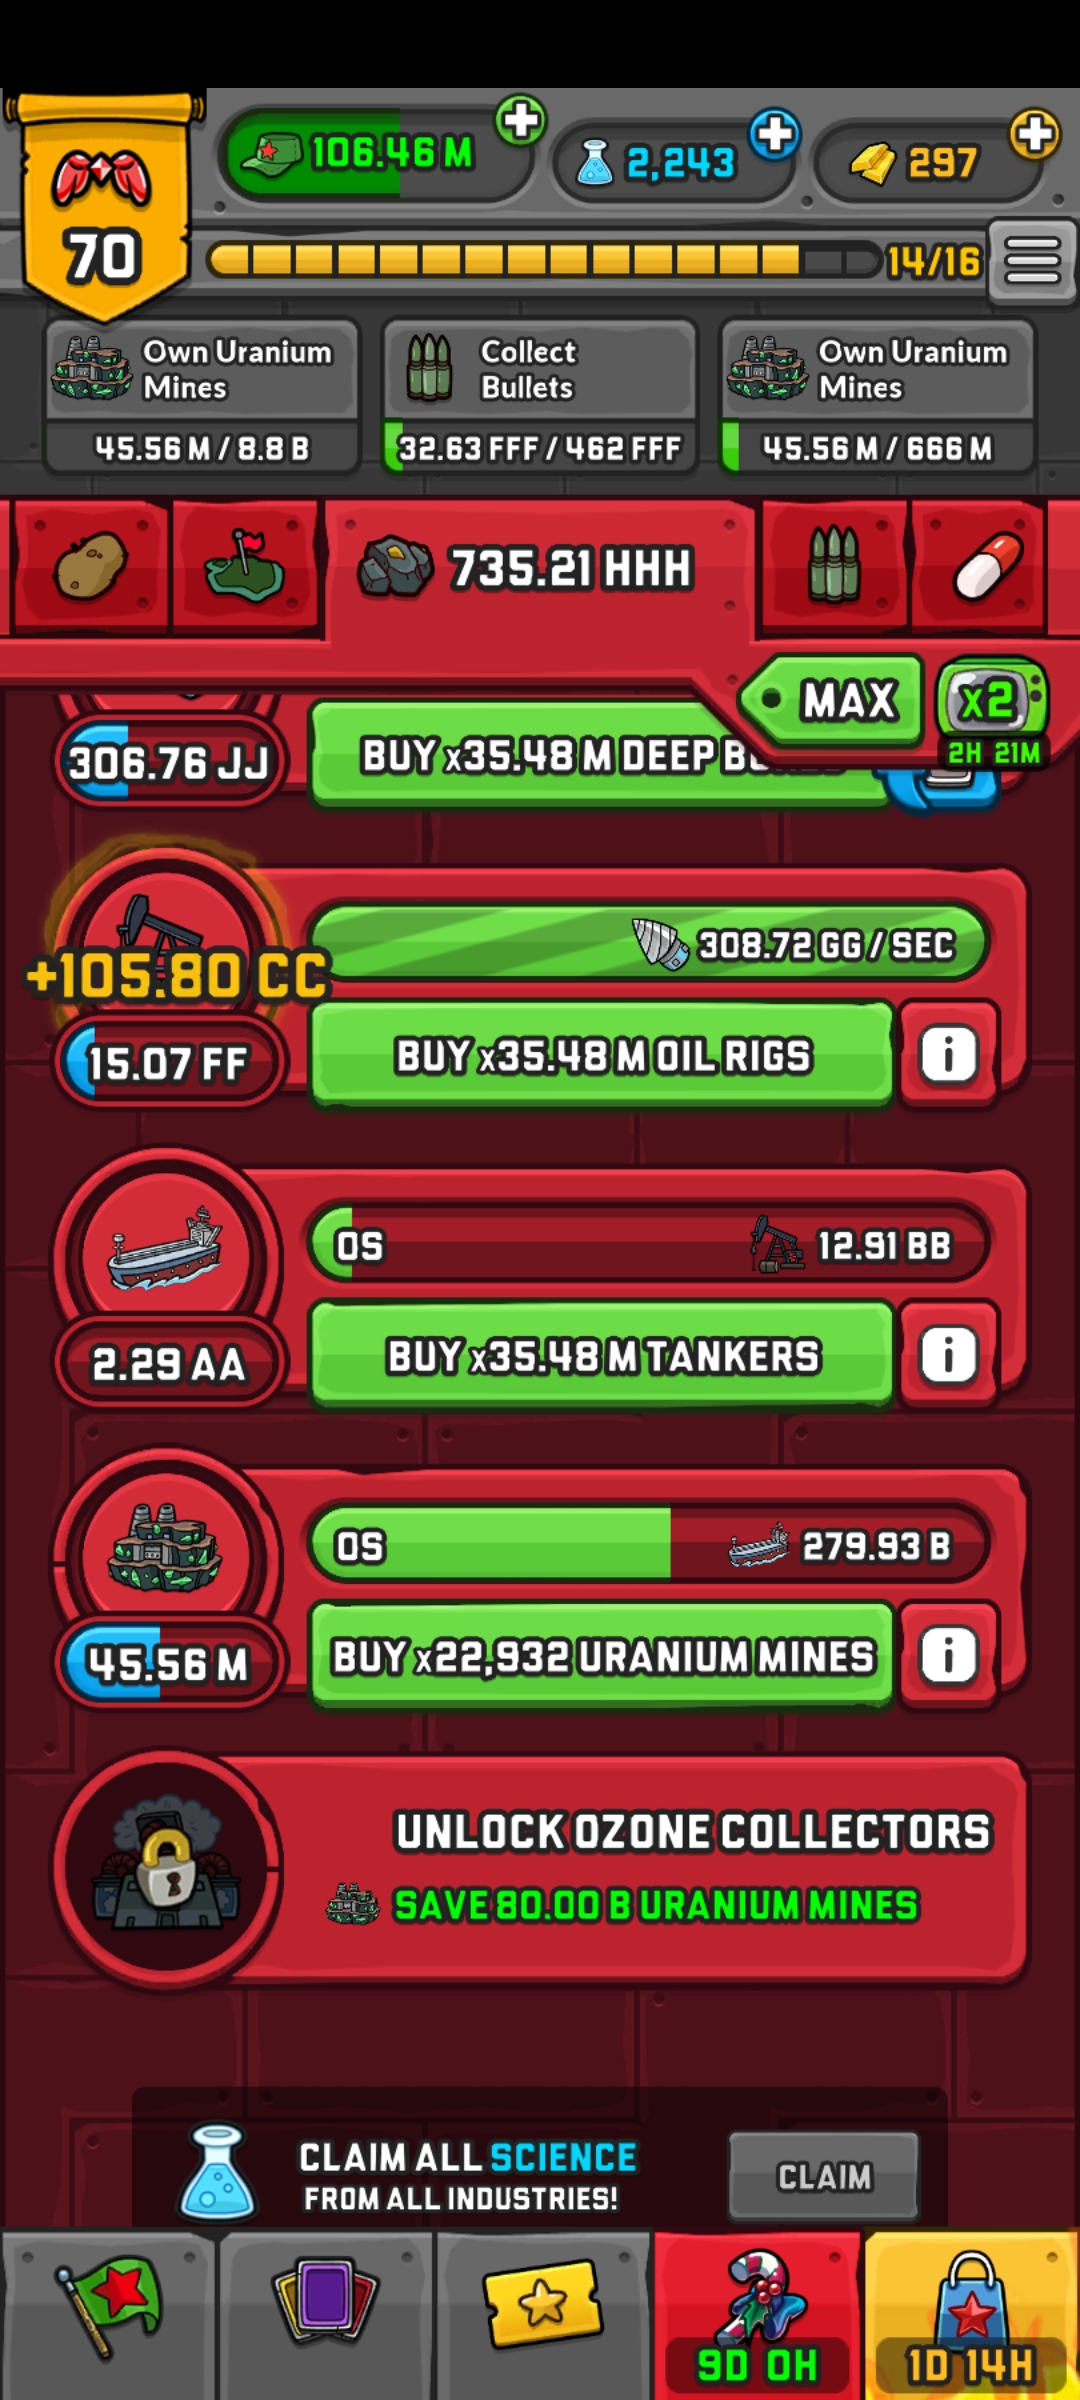 106.46 M
2,243
297
70
14/16
Own Uranium
Mines
45.56 M / 8.8 B
Collect
Bullets
32.63 FFF / 462 FFF
Own Uranium
Mines
45.56 M / 666 M
735.21 HHH
MAX
x2
2H 21M
306.76 JJ
BUY x35.48 M DEEP
+105.80 CC
308.72 GG / SEC
15.07 FF
BUY x35.48 M OIL RIGS
i
0S
12.91 BB
2.29 AA
BUY x35.48 M TANKERS
i
0S
279.93 B
45.56 M
BUY x22,932 URANIUM MINES
i
UNLOCK OZONE COLLECTORS
SAVE 80.00 B URANIUM MINES
CLAIM ALL SCIENCE
FROM ALL INDUSTRIES!
CLAIM
9D 0H
1D 14H